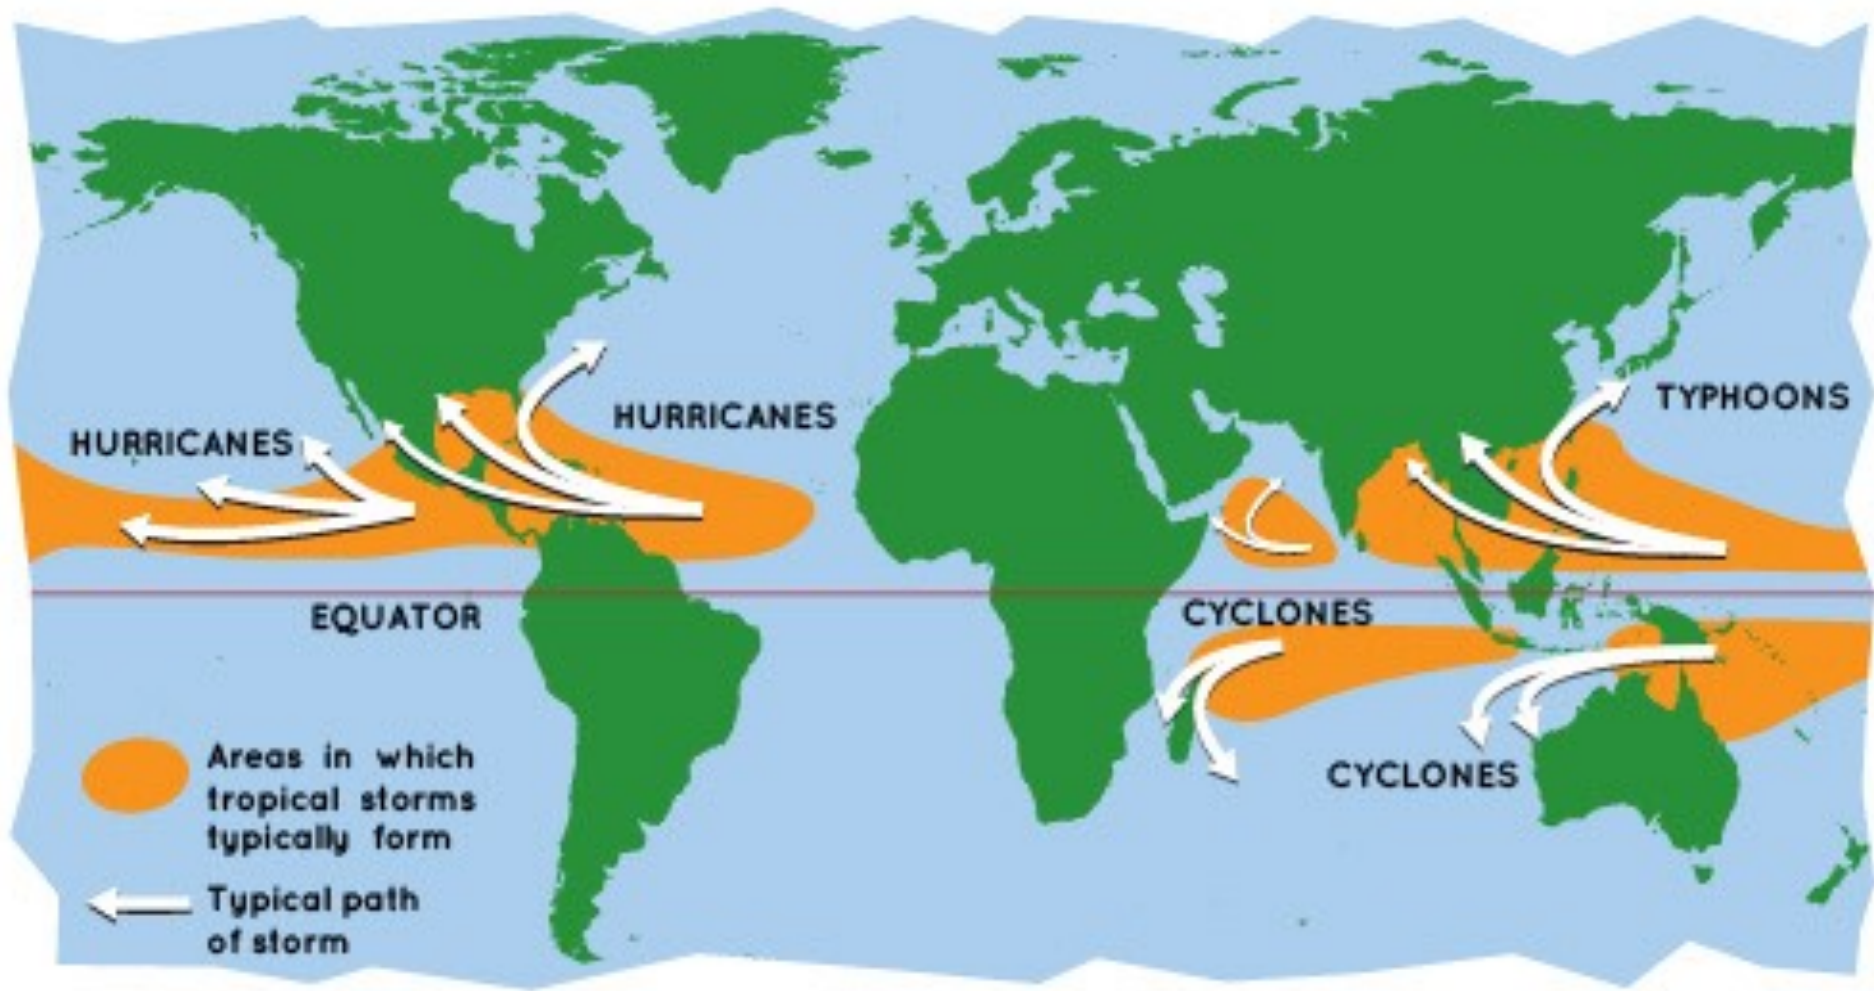 HURRICANES
HURRICANES
TYPHOONS
EQUATOR
CYCLONES
CYCLONES
Areas in which
tropical storms
typically form
Typical path
of storm